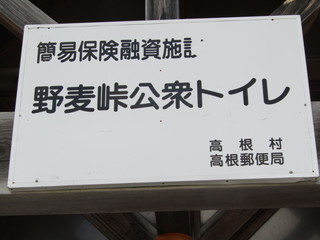 簡易保険融資施設
野麦峠公衆トイレ
高根村
高根郵便局